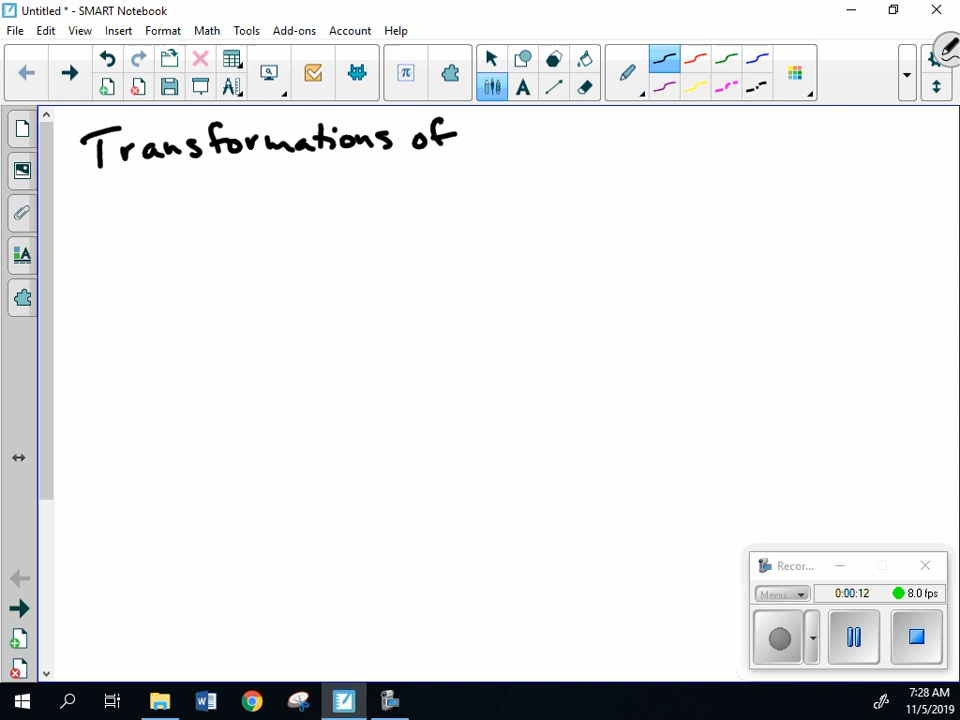 Untitled * - SMART Notebook
File Edit View Insert Format Math Tools Add-ons Account Help
Transformations of
Recor...
Menu 0:00:12 8.0 fps
7:28 AM
11/5/2019